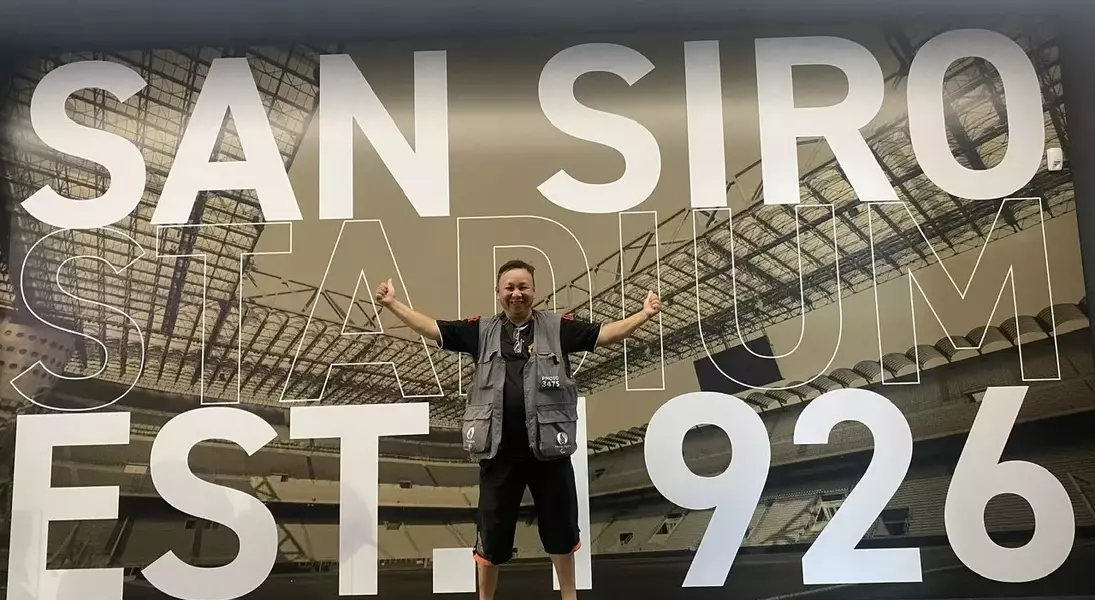 SAN SIRO
STADIUM
EST. 1926
PHOTO
3475